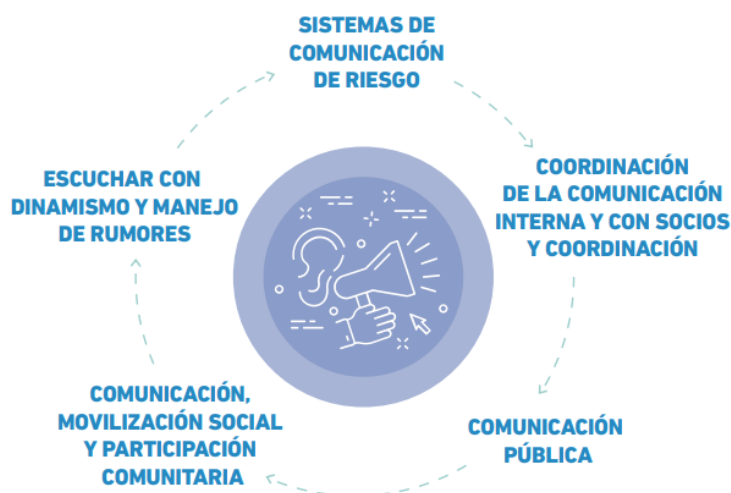 SISTEMAS DE
COMUNICACIÓN
DE RIESGO
COORDINACIÓN
DE LA COMUNICACIÓN
INTERNA Y CON SOCIOS
Y COORDINACIÓN
COMUNICACIÓN
PÚBLICA
COMUNICACIÓN,
MOVILIZACIÓN SOCIAL
Y PARTICIPACIÓN
COMUNITARIA
ESCUCHAR CON
DINAMISMO Y MANEJO
DE RUMORES